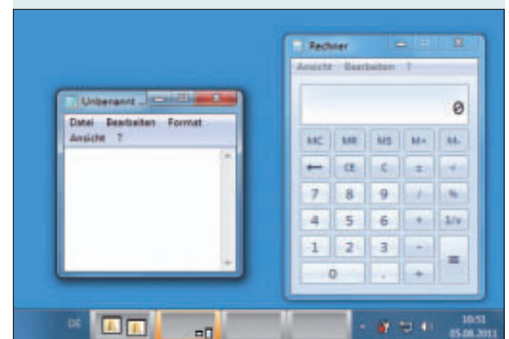 Unbenannt ...
Datei Bearbeiten Format
Ansicht ?
Rechner
Ansicht Bearbeiten ?
0
MC MR MS M+ M-
← CE C ± √
7 8 9 / %
4 5 6 * 1/x
1 2 3 - =
0 , +
DE
10:51
05.08.2011